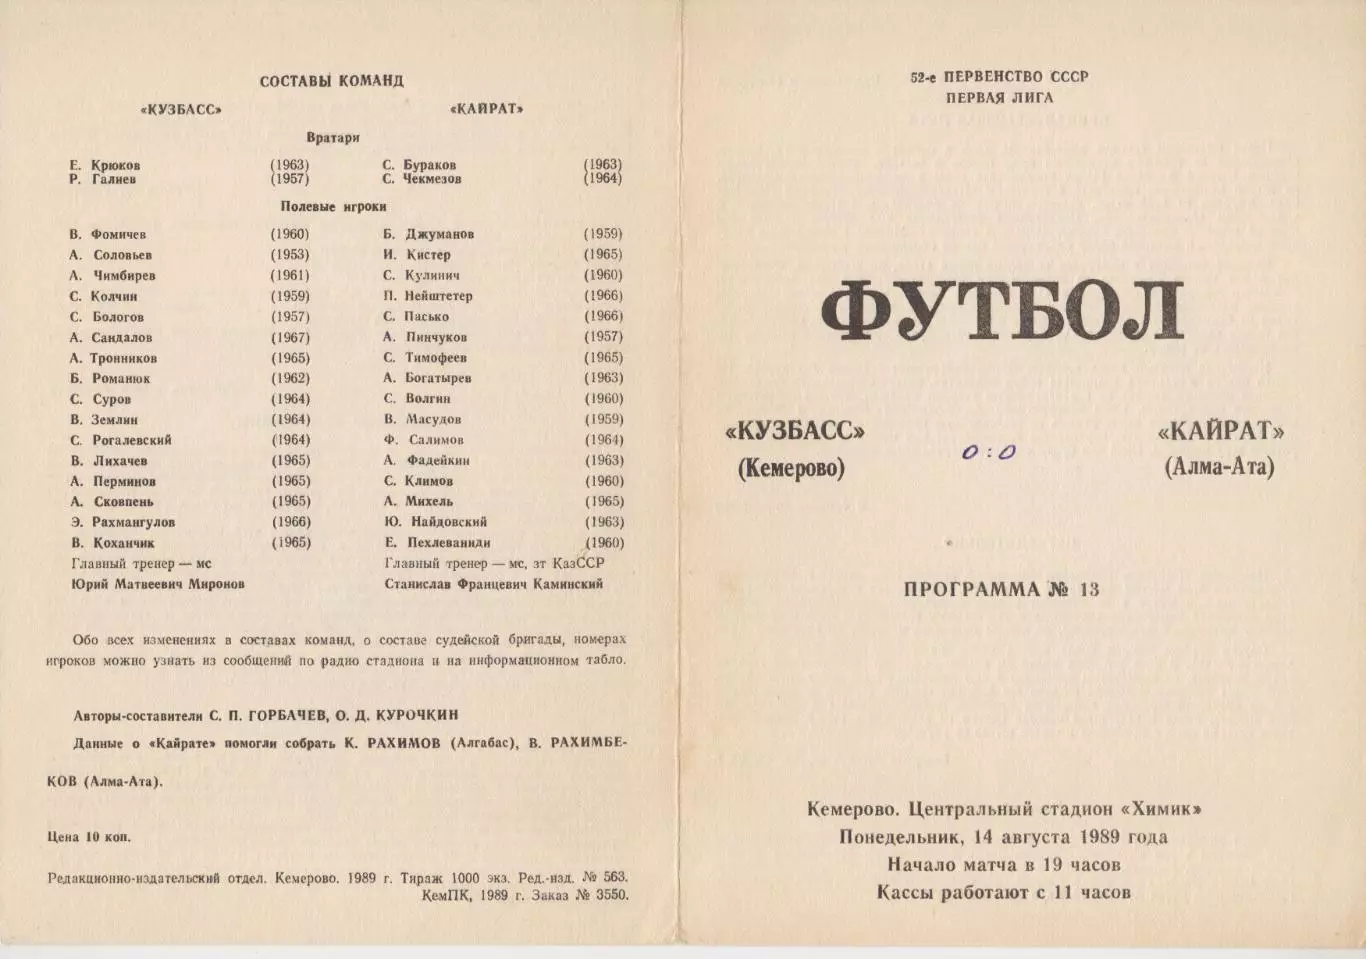 СОСТАВЫ КОМАНД
«КУЗБАСС» «КАЙРАТ»
Вратари
Е. Крюков (1963) С. Бураков (1963)
Р. Галиев (1957) С. Чекмезов (1964)
Полевые игроки
В. Фомичев (1960) Б. Джуманов (1959)
А. Соловьев (1953) И. Кистер (1965)
А. Чимбирев (1961) С. Кулинич (1960)
С. Колчин (1959) П. Нейштетер (1966)
С. Бологов (1957) С. Пасько (1966)
А. Сандалов (1967) А. Пинчуков (1957)
А. Тронников (1965) С. Тимофеев (1965)
Б. Романюк (1962) А. Богатырев (1963)
С. Суров (1964) С. Волгин (1960)
В. Землин (1964) В. Масудов (1959)
С. Рогалевский (1964) Ф. Салимов (1964)
В. Лихачев (1965) А. Фадейкин (1963)
А. Перминов (1965) С. Климов (1960)
А. Сковпень (1965) А. Михель (1965)
Э. Рахмангулов (1966) Ю. Найдовский (1963)
В. Коханчик (1965) Е. Пехлеваниди (1960)
Главный тренер — мс Главный тренер — мс, зт КазССР
Юрий Матвеевич Миронов Станислав Францевич Каминский
Обо всех изменениях в составах команд, о составе судейской бригады, номерах
игроков можно узнать из сообщений по радио стадиона и на информационном табло.
Авторы-составители С. П. ГОРБАЧЕВ, О. Д. КУРОЧКИН
Данные о «Кайрате» помогли собрать К. РАХИМОВ (Алгабас), В. РАХИМБЕ-
КОВ (Алма-Ата).
Цена 10 коп.
Редакционно-издательский отдел. Кемерово. 1989 г. Тираж 1000 экз. Ред.-изд. № 563.
КемПК, 1989 г. Заказ № 3550.
52-е ПЕРВЕНСТВО СССР
ПЕРВАЯ ЛИГА
ФУТБОЛ
«КУЗБАСС» «КАЙРАТ»
0:0
(Кемерово) (Алма-Ата)
ПРОГРАММА № 13
Кемерово. Центральный стадион «Химик»
Понедельник, 14 августа 1989 года
Начало матча в 19 часов
Кассы работают с 11 часов